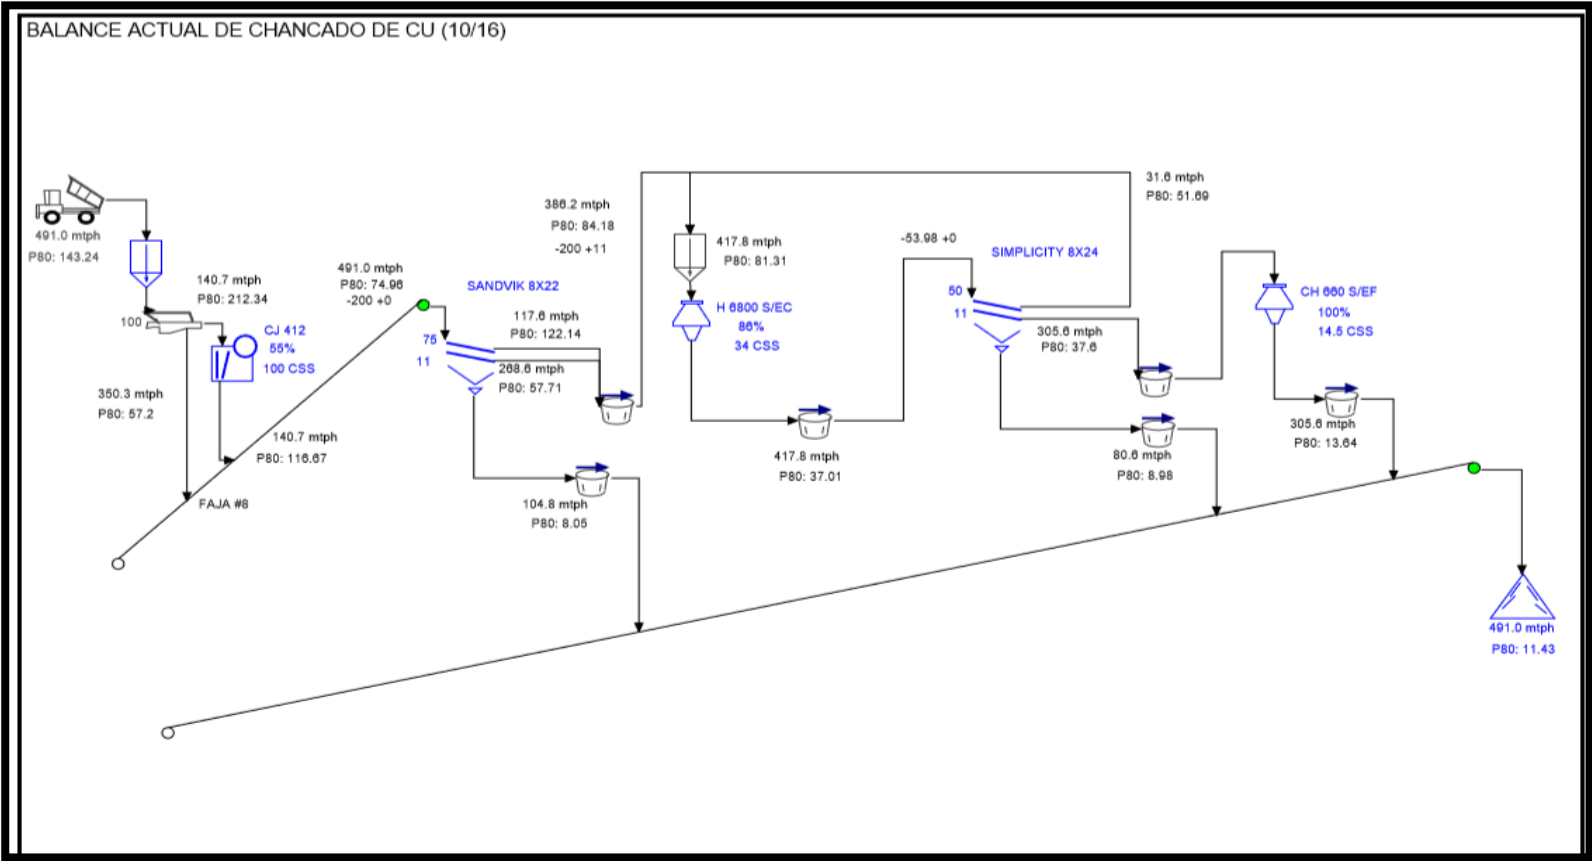 BALANCE ACTUAL DE CHANCADO DE CU (10/16)
491.0 mtph
P80: 143.24
140.7 mtph
P80: 212.34
100
CJ 412
55%
100 CSS
350.3 mtph
P80: 57.2
140.7 mtph
P80: 116.67
FAJA #8
491.0 mtph
P80: 74.96
-200 +0
SANDVIK 8X22
75
11
117.6 mtph
P80: 122.14
268.6 mtph
P80: 57.71
104.8 mtph
P80: 8.05
386.2 mtph
P80: 84.18
-200 +11
417.8 mtph
P80: 81.31
H 6800 S/EC
86%
34 CSS
417.8 mtph
P80: 37.01
-53.98 +0
SIMPLICITY 8X24
50
11
31.6 mtph
P80: 51.69
305.6 mtph
P80: 37.6
80.6 mtph
P80: 8.98
CH 660 S/EF
100%
14.5 CSS
305.6 mtph
P80: 13.64
491.0 mtph
P80: 11.43